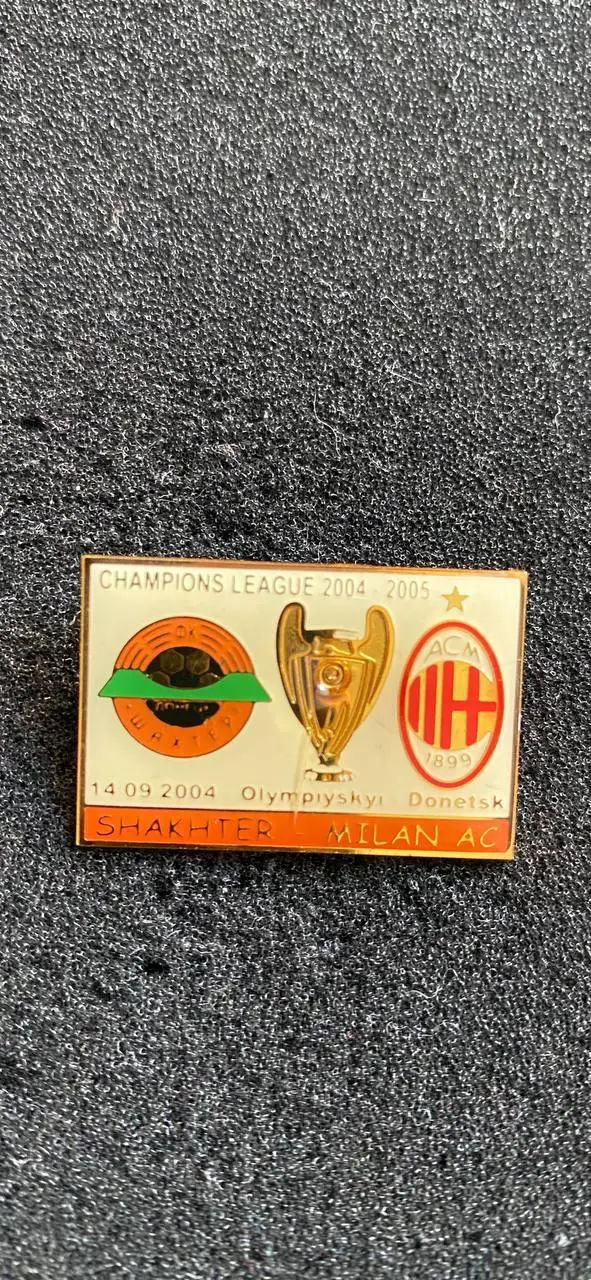 CHAMPIONS LEAGUE 2004 - 2005
ФК
ШАХТЕР
ACM
1899
14 09 2004 Olympiyskyi Donetsk
SHAKHTER - MILAN AC